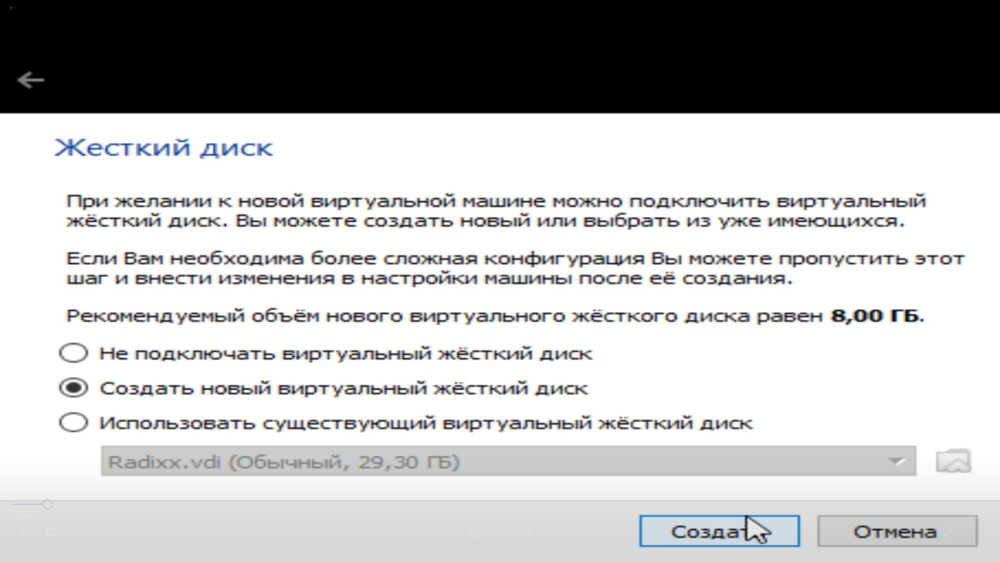 Жесткий диск
При желании к новой виртуальной машине можно подключить виртуальный
жёсткий диск. Вы можете создать новый или выбрать из уже имеющихся.
Если Вам необходима более сложная конфигурация Вы можете пропустить этот
шаг и внести изменения в настройки машины после её создания.
Рекомендуемый объём нового виртуального жёсткого диска равен 8,00 ГБ.
Не подключать виртуальный жёсткий диск
Создать новый виртуальный жёсткий диск
Использовать существующий виртуальный жёсткий диск
Radixx.vdi (Обычный, 29,30 ГБ)
Создат Отмена